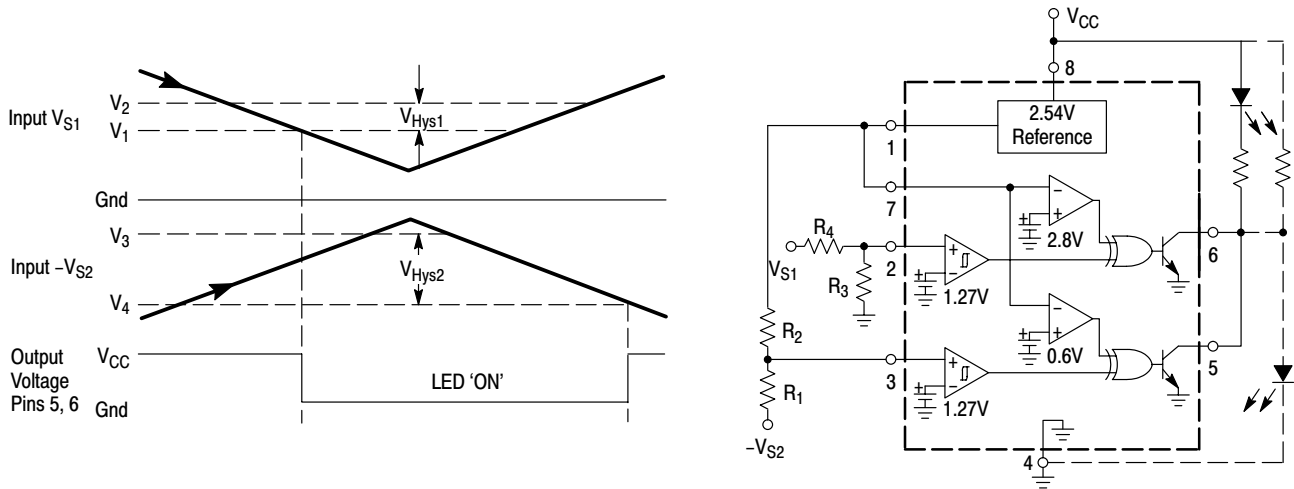 Input VS1
V2
V1
VHys1
Gnd
Input −VS2
V3
V4
VHys2
Output
Voltage
Pins 5, 6
VCC
Gnd
LED ‘ON’
VCC
8
2.54V
Reference
1
7
−
+
+
2.8V
6
R4
VS1
2
R3
+
−
+
1.27V
R2
−
+
+
0.6V
5
3
+
−
+
1.27V
R1
−VS2
4